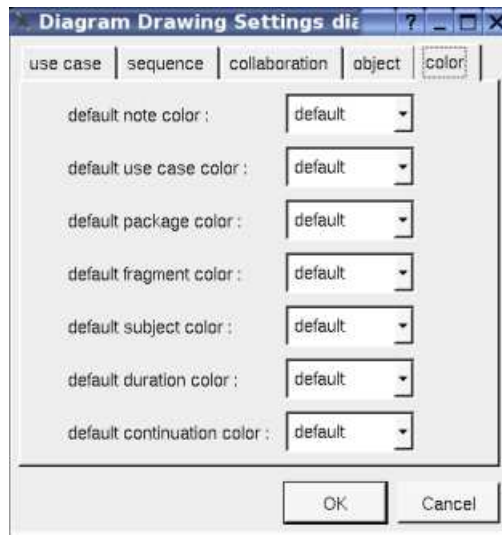 Diagram Drawing Settings dia
use case sequence collaboration object color
default note color : default
default use case color : default
default package color : default
default fragment color : default
default subject color : default
default duration color : default
default continuation color : default
OK Cancel